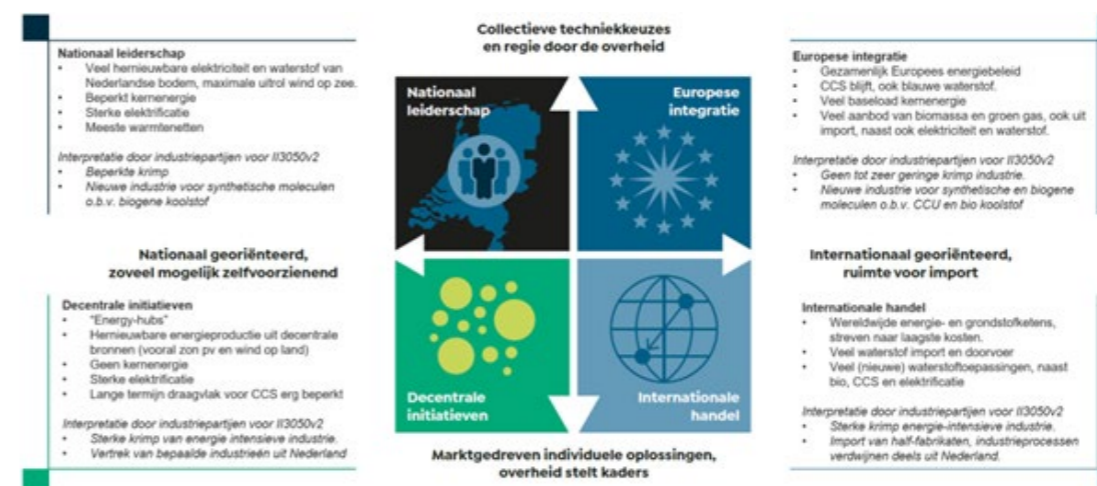 Collectieve techniekkeuzes
en regie door de overheid
Nationaal leiderschap
• Veel hernieuwbare elektriciteit en waterstof van
Nederlandse bodem, maximale uitrol wind op zee.
• Beperkt kernenergie
• Sterke elektrificatie
• Meeste warmtenetten
Interpretatie door industriepartijen voor II3050v2
• Beperkte krimp
• Nieuwe industrie voor synthetische moleculen
o.b.v. biogene koolstof
Nationaal
leiderschap
Europese
integratie
Europese integratie
• Gezamenlijk Europees energiebeleid
• CCS blijft, ook blauwe waterstof.
• Veel baseload kernenergie
• Veel aanbod van biomassa en groen gas, ook uit
import, naast ook elektriciteit en waterstof.
Interpretatie door industriepartijen voor II3050v2
• Geen tot zeer geringe krimp industrie.
• Nieuwe industrie voor synthetische en biogene
moleculen o.b.v. CCU en bio koolstof
Nationaal georiënteerd,
zoveel mogelijk zelfvoorzienend
Internationaal georiënteerd,
ruimte voor import
Decentrale initiatieven
• "Energy-hubs"
• Hernieuwbare energieproductie uit decentrale
bronnen (vooral zon pv en wind op land)
• Geen kernenergie
• Sterke elektrificatie
• Lange termijn draagvlak voor CCS erg beperkt
Interpretatie door industriepartijen voor II3050v2
• Sterke krimp van energie intensieve industrie.
• Vertrek van bepaalde industrieën uit Nederland
Decentrale
initiatieven
Internationale
handel
Internationale handel
• Wereldwijde energie- en grondstofketens,
streven naar laagste kosten.
• Veel waterstof import en doorvoer
• Veel (nieuwe) waterstoftoepassingen, naast
bio, CCS en elektrificatie
Interpretatie door industriepartijen voor II3050v2
• Sterke krimp energie-intensieve industrie.
• Import van half-fabrikaten, industrieprocessen
verdwijnen deels uit Nederland.
Marktgedreven individuele oplossingen,
overheid stelt kaders